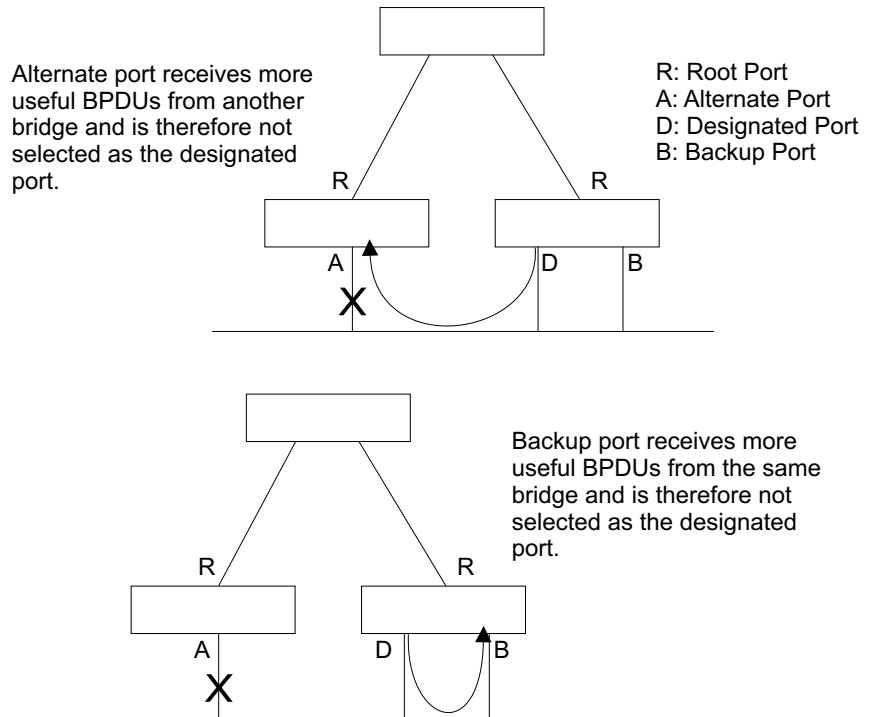 Alternate port receives more
useful BPDUs from another
bridge and is therefore not
selected as the designated
port.
R: Root Port
A: Alternate Port
D: Designated Port
B: Backup Port
R
R
A
D
B
X
Backup port receives more
useful BPDUs from the same
bridge and is therefore not
selected as the designated
port.
R
R
A
D
B
X